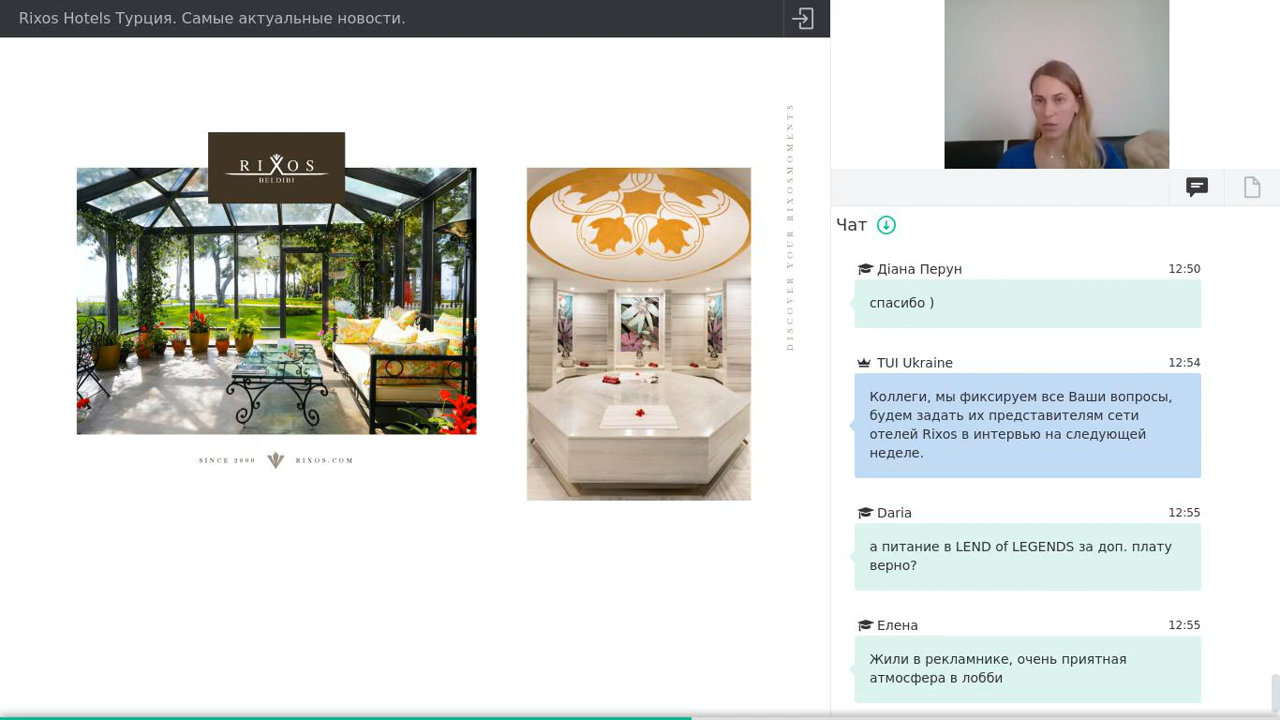 Rixos Hotels Турция. Самые актуальные новости.
RIXOS
BELDIBI
DISCOVER YOUR RIXOSMOMENTS
SINCE 2000 RIXOS.COM
Чат
Діана Перун 12:50
спасибо )
TUI Ukraine 12:54
Коллеги, мы фиксируем все Ваши вопросы,
будем задать их представителям сети
отелей Rixos в интервью на следующей
неделе.
Daria 12:55
а питание в LEND of LEGENDS за доп. плату
верно?
Елена 12:55
Жили в рекламнике, очень приятная
атмосфера в лобби